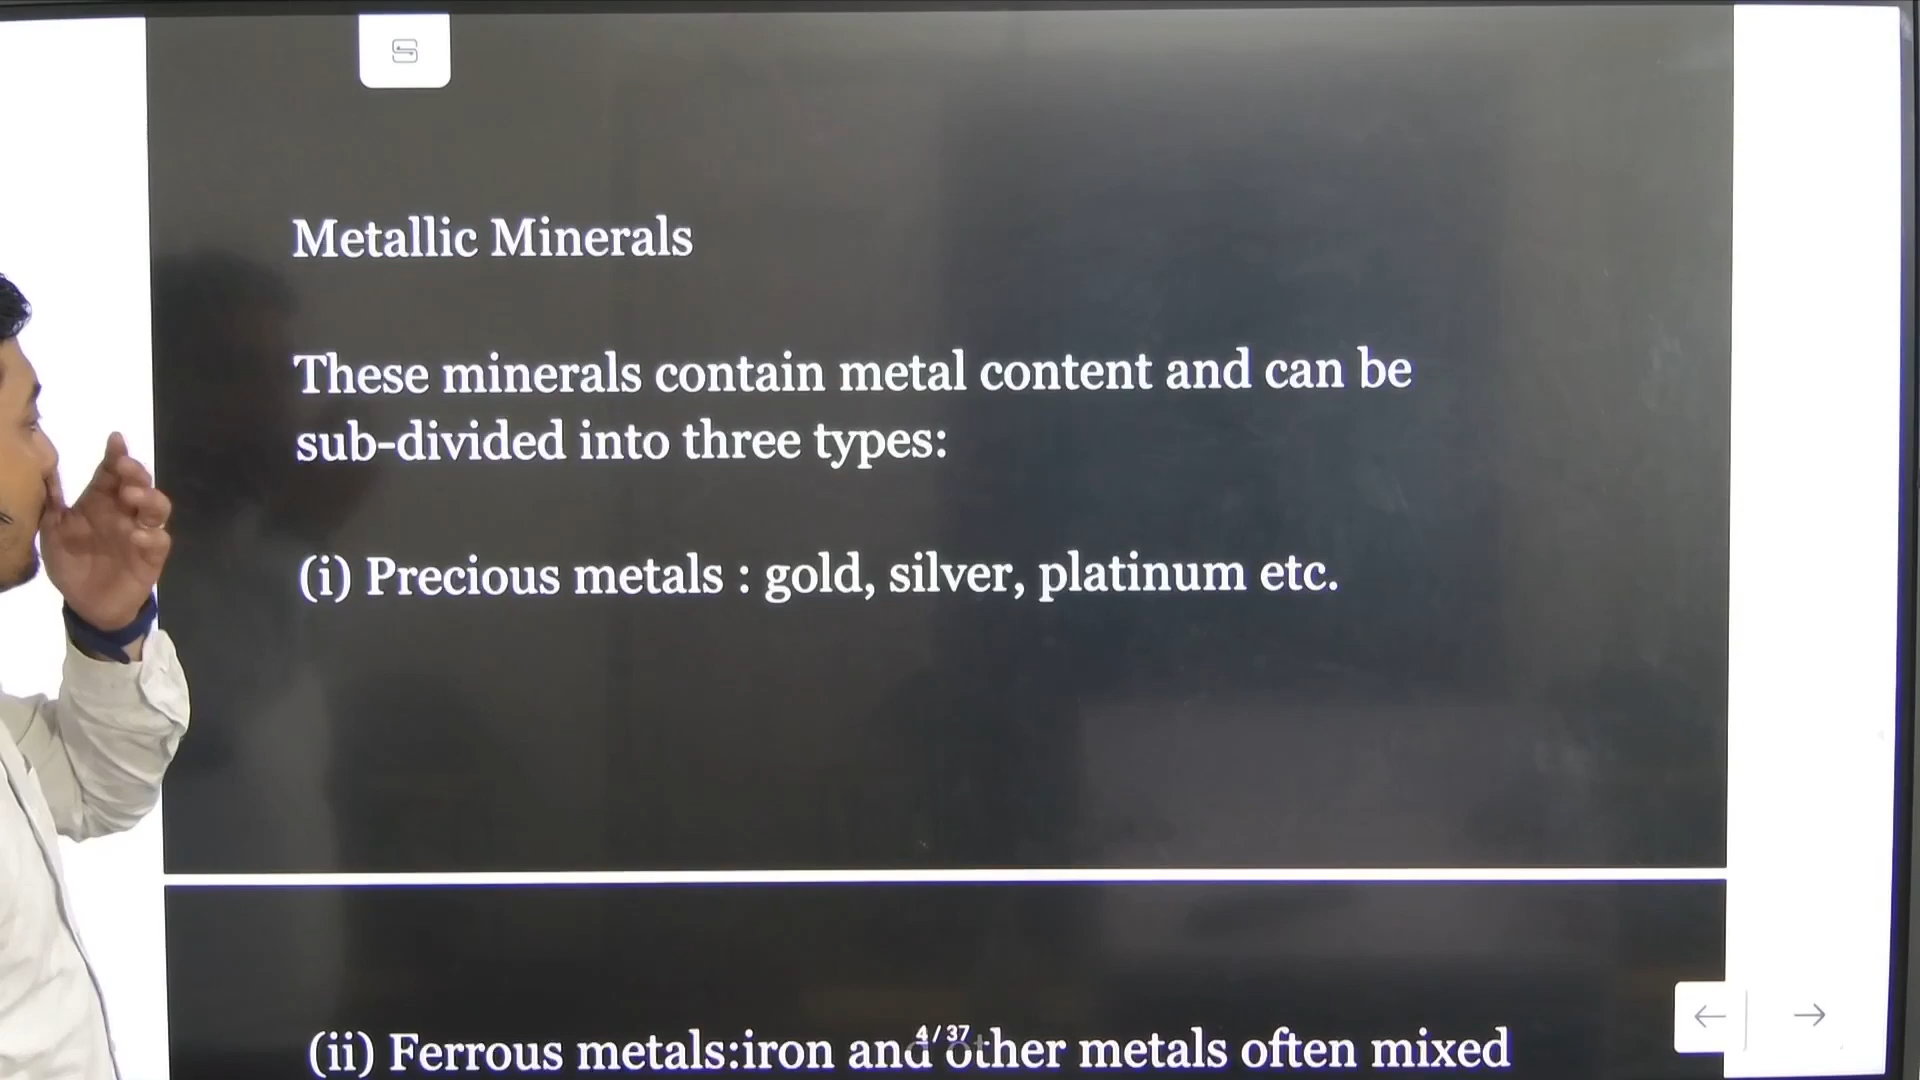 Metallic Minerals
These minerals contain metal content and can be
sub-divided into three types:
(i) Precious metals : gold, silver, platinum etc.
(ii) Ferrous metals:iron and other metals often mixed
4 / 37